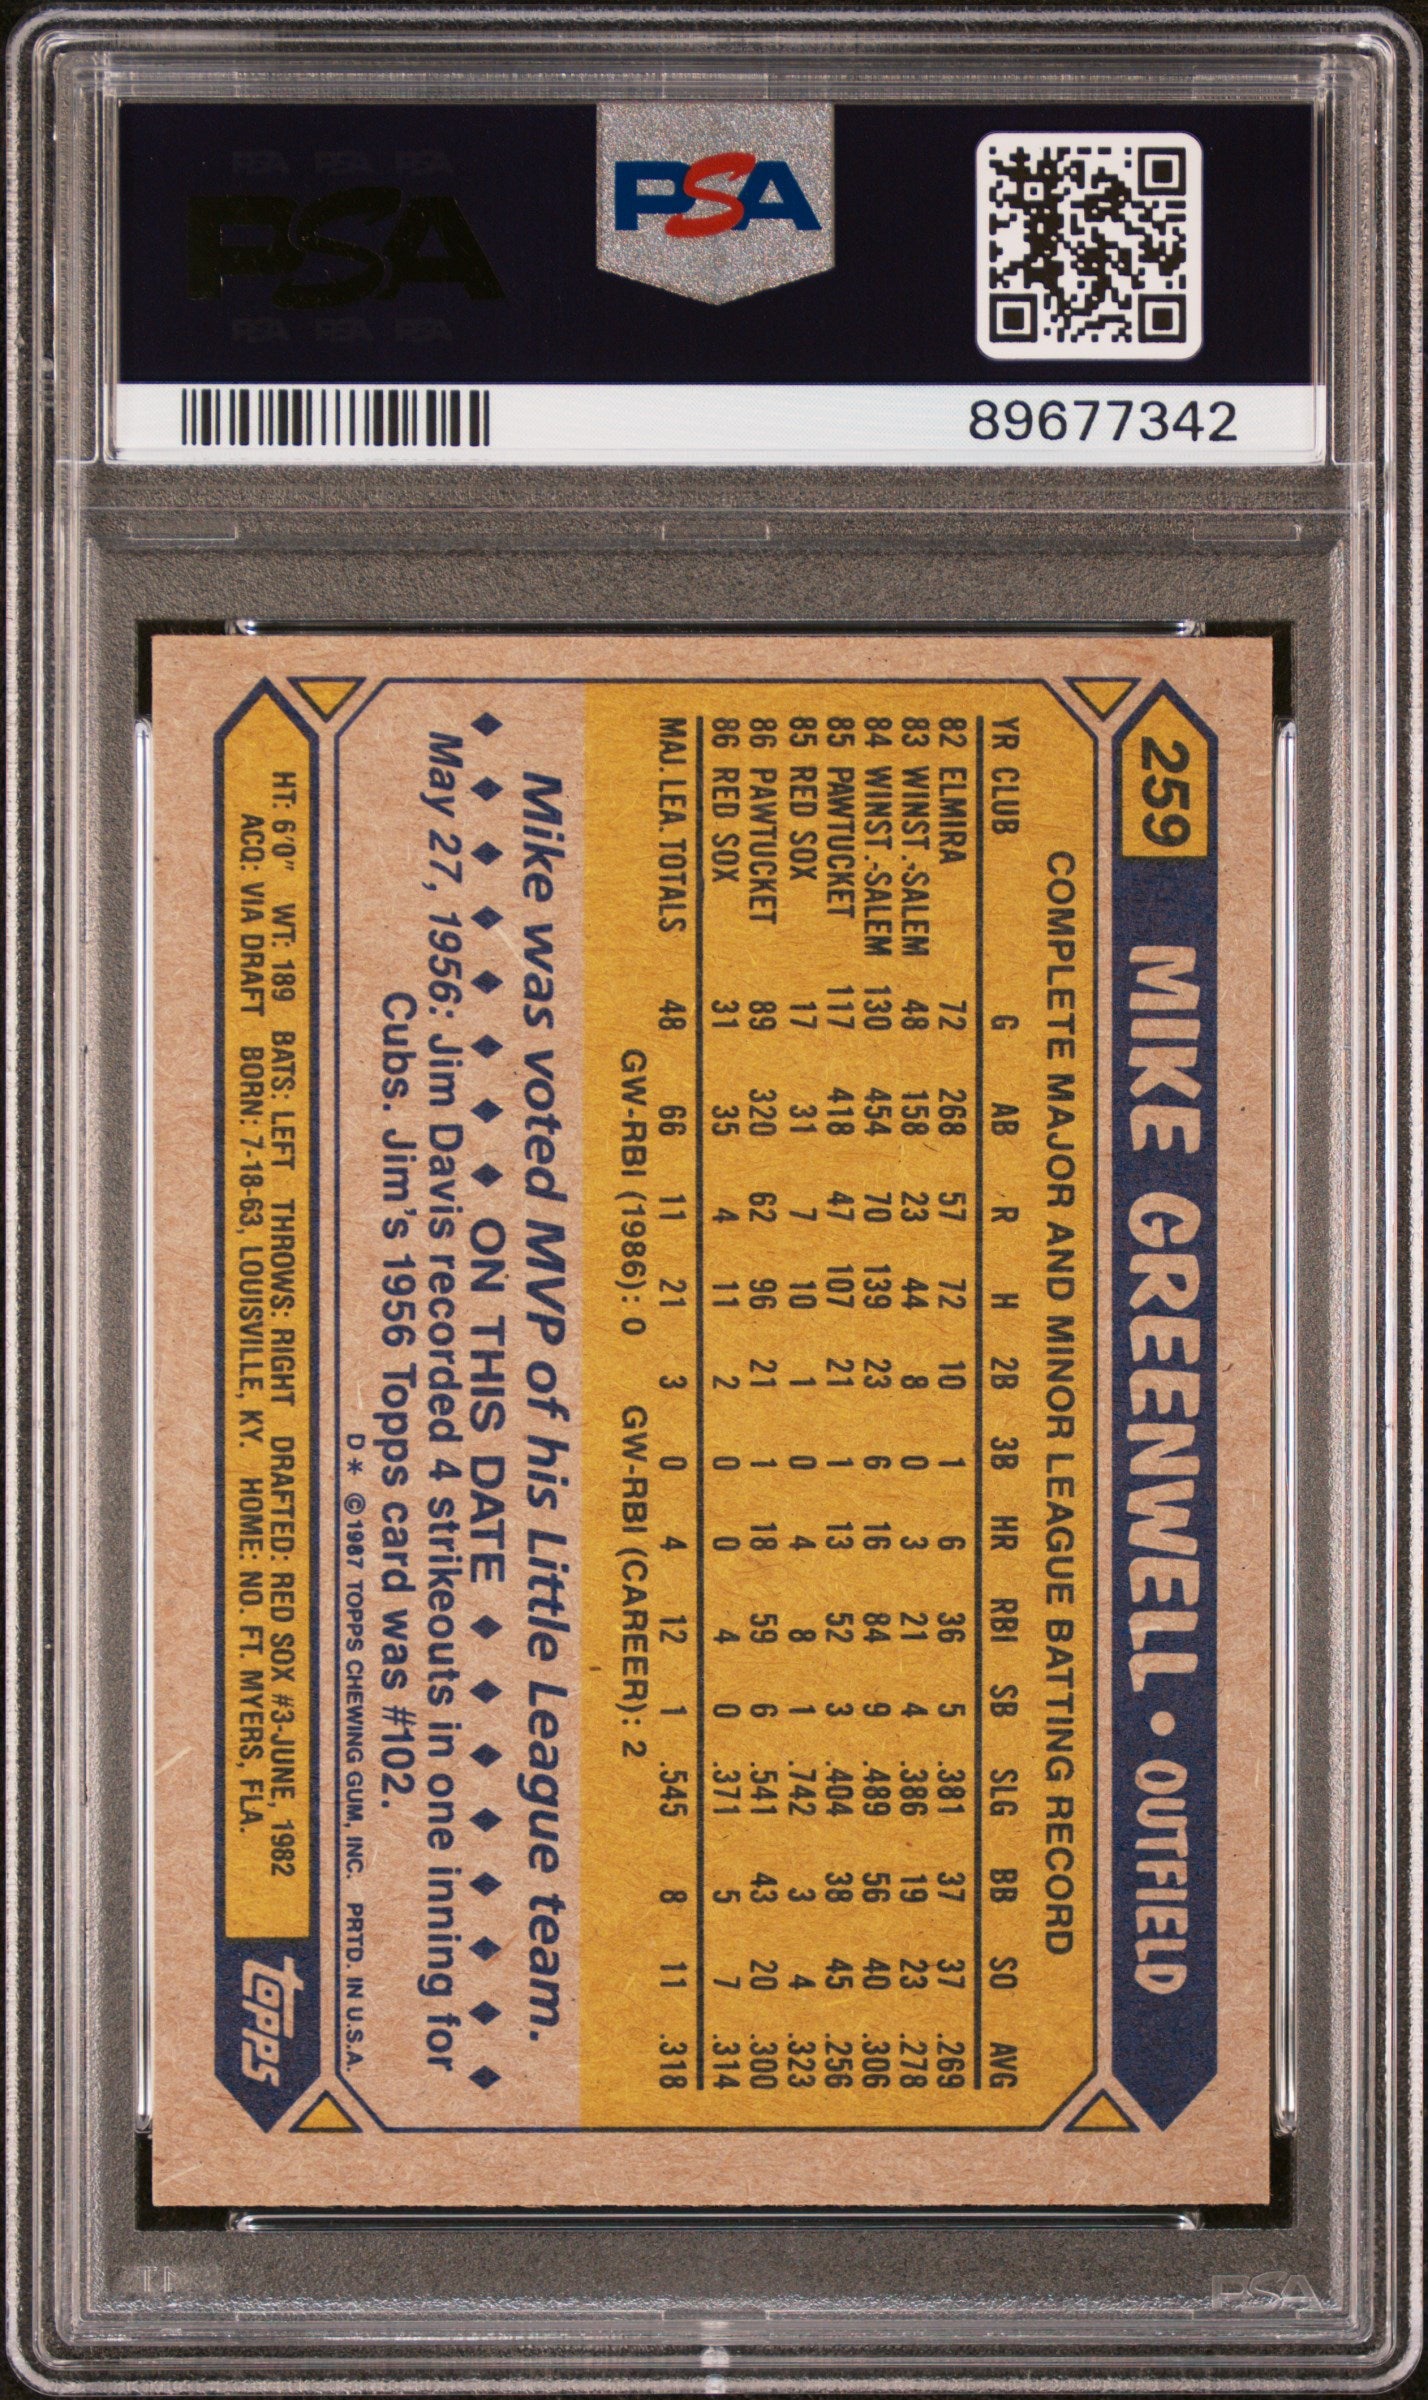 PSA
PSA PSA PSA
PSA
PSA PSA PSA
89677342
259 MIKE GREENWELL • OUTFIELD
COMPLETE MAJOR AND MINOR LEAGUE BATTING RECORD
YR CLUB G AB R H 2B 3B HR RBI SB SLG BB SO AVG
82 ELMIRA 72 268 57 72 10 1 6 36 5 .381 37 37 .269
83 WINST.-SALEM 48 158 23 44 8 0 3 21 4 .386 19 23 .278
84 WINST.-SALEM 130 454 70 139 23 6 16 84 9 .489 56 40 .306
85 PAWTUCKET 117 418 47 107 21 1 13 52 3 .404 38 45 .256
85 RED SOX 17 31 7 10 1 0 4 8 1 .742 3 4 .323
86 PAWTUCKET 89 320 62 96 21 1 18 59 6 .541 43 20 .300
86 RED SOX 31 35 4 11 2 0 0 4 0 .371 5 7 .314
MAJ. LEA. TOTALS 48 66 11 21 3 0 4 12 1 .545 8 11 .318
GW-RBI (1986): 0 GW-RBI (CAREER): 2
Mike was voted MVP of his Little League team.
◆ ◆ ◆ ◆ ◆ ◆ ◆ ◆ ON THIS DATE ◆ ◆ ◆ ◆ ◆ ◆ ◆ ◆
May 27, 1956: Jim Davis recorded 4 strikeouts in one inning for
Cubs. Jim's 1956 Topps card was #102.
D* ©1987 TOPPS CHEWING GUM, INC. PRTD. IN U.S.A.
HT: 6'0" WT: 189 BATS: LEFT THROWS: RIGHT DRAFTED: RED SOX #3-JUNE, 1982
ACQ: VIA DRAFT BORN: 7-18-63, LOUISVILLE, KY. HOME: NO. FT. MYERS, FLA.
topps
PSA